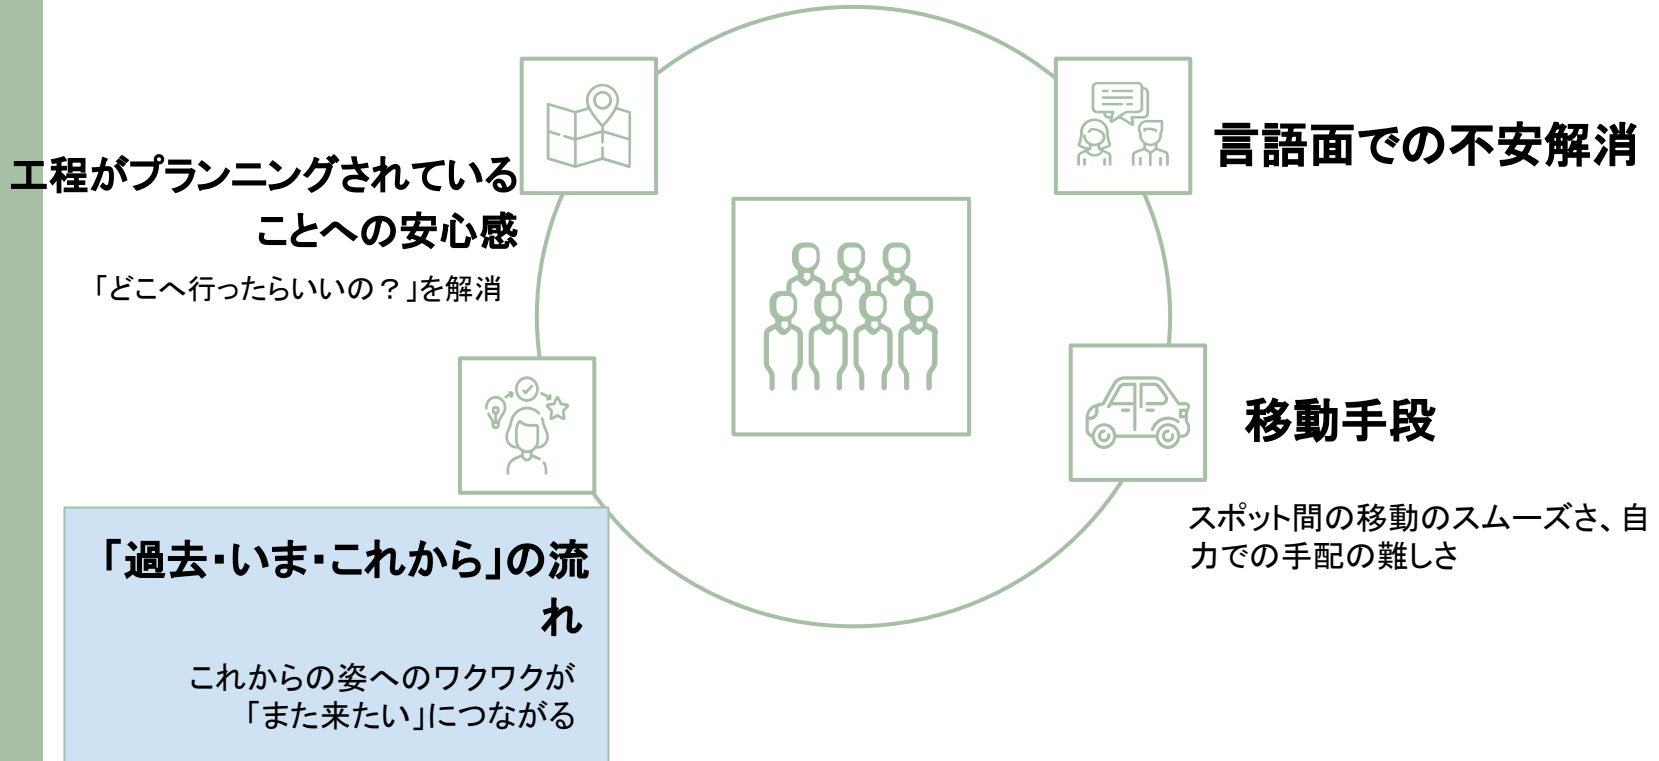 工程がプランニングされている
ことへの安心感
「どこへ行ったらいいの？」を解消
言語面での不安解消
移動手段
スポット間の移動のスムーズさ、自
力での手配の難しさ
「過去・いま・これから」の流
れ
これからの姿へのワクワクが
「また来たい」につながる